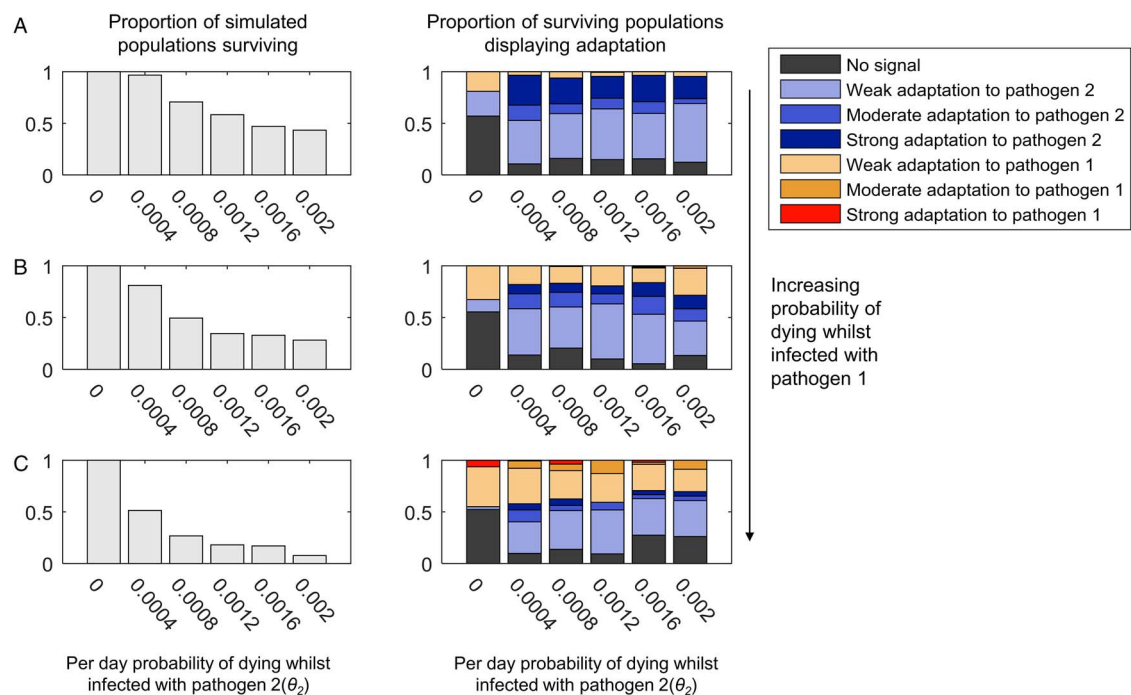 A
Proportion of simulated
populations surviving
Proportion of surviving populations
displaying adaptation
1
0.5
0
0
0.0004
0.0008
0.0012
0.0016
0.002
1
0.5
0
0
0.0004
0.0008
0.0012
0.0016
0.002
No signal
Weak adaptation to pathogen 2
Moderate adaptation to pathogen 2
Strong adaptation to pathogen 2
Weak adaptation to pathogen 1
Moderate adaptation to pathogen 1
Strong adaptation to pathogen 1
B
1
0.5
0
0
0.0004
0.0008
0.0012
0.0016
0.002
1
0.5
0
0
0.0004
0.0008
0.0012
0.0016
0.002
Increasing
probability of
dying whilst
infected with
pathogen 1
C
1
0.5
0
0
0.0004
0.0008
0.0012
0.0016
0.002
1
0.5
0
0
0.0004
0.0008
0.0012
0.0016
0.002
Per day probability of dying whilst
infected with pathogen 2(θ₂)
Per day probability of dying whilst
infected with pathogen 2(θ₂)